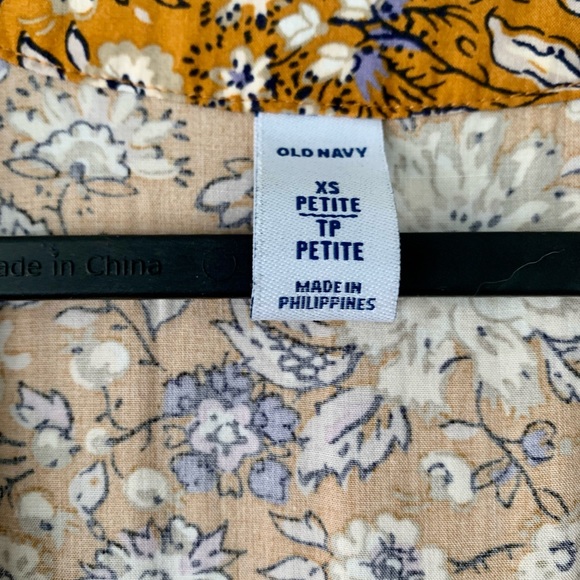 OLD NAVY
XS
PETITE
TP
PETITE
ade in China
MADE IN
PHILIPPINES